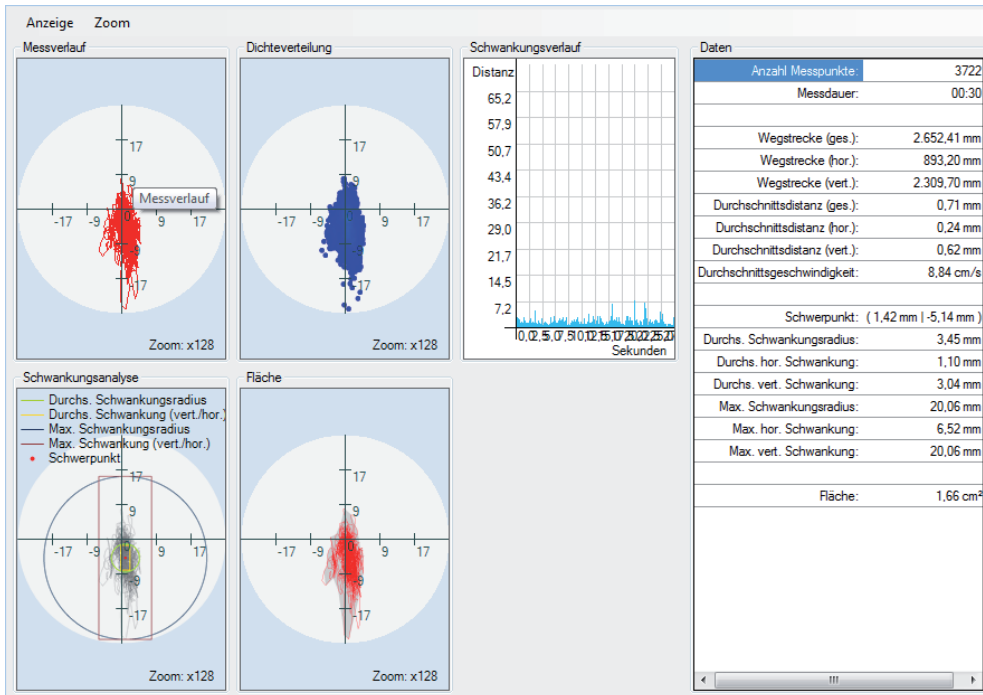 Anzeige Zoom
Messverlauf
17
9
Messverlauf
-17 -9 0 9 17
-9
-17
Zoom: x128
Dichteverteilung
17
9
-17 -9 0 9 17
-9
-17
Zoom: x128
Schwankungsverlauf
Distanz
65,2
57,9
50,7
43,4
36,2
29,0
21,7
14,5
7,2
Sekunden
Daten
Anzahl Messpunkte: 3722
Messdauer: 00:30
Wegstrecke (ges.): 2.652,41 mm
Wegstrecke (hor.): 893,20 mm
Wegstrecke (vert.): 2.309,70 mm
Durchschnittsdistanz (ges.): 0,71 mm
Durchschnittsdistanz (hor.): 0,24 mm
Durchschnittsdistanz (vert.): 0,62 mm
Durchschnittsgeschwindigkeit: 8,84 cm/s
Schwerpunkt: ( 1,42 mm | -5,14 mm )
Durchs. Schwankungsradius: 3,45 mm
Durchs. hor. Schwankung: 1,10 mm
Durchs. vert. Schwankung: 3,04 mm
Max. Schwankungsradius: 20,06 mm
Max. hor. Schwankung: 6,52 mm
Max. vert. Schwankung: 20,06 mm
Fläche: 1,66 cm²
Schwankungsanalyse
Durchs. Schwankungsradius
Durchs. Schwankung (vert./hor.)
Max. Schwankungsradius
Max. Schwankung (vert./hor.)
Schwerpunkt
17
9
-17 -9 9 17
-9
-17
Zoom: x128
Fläche
17
9
-17 -9 0 9 17
-9
-17
Zoom: x128